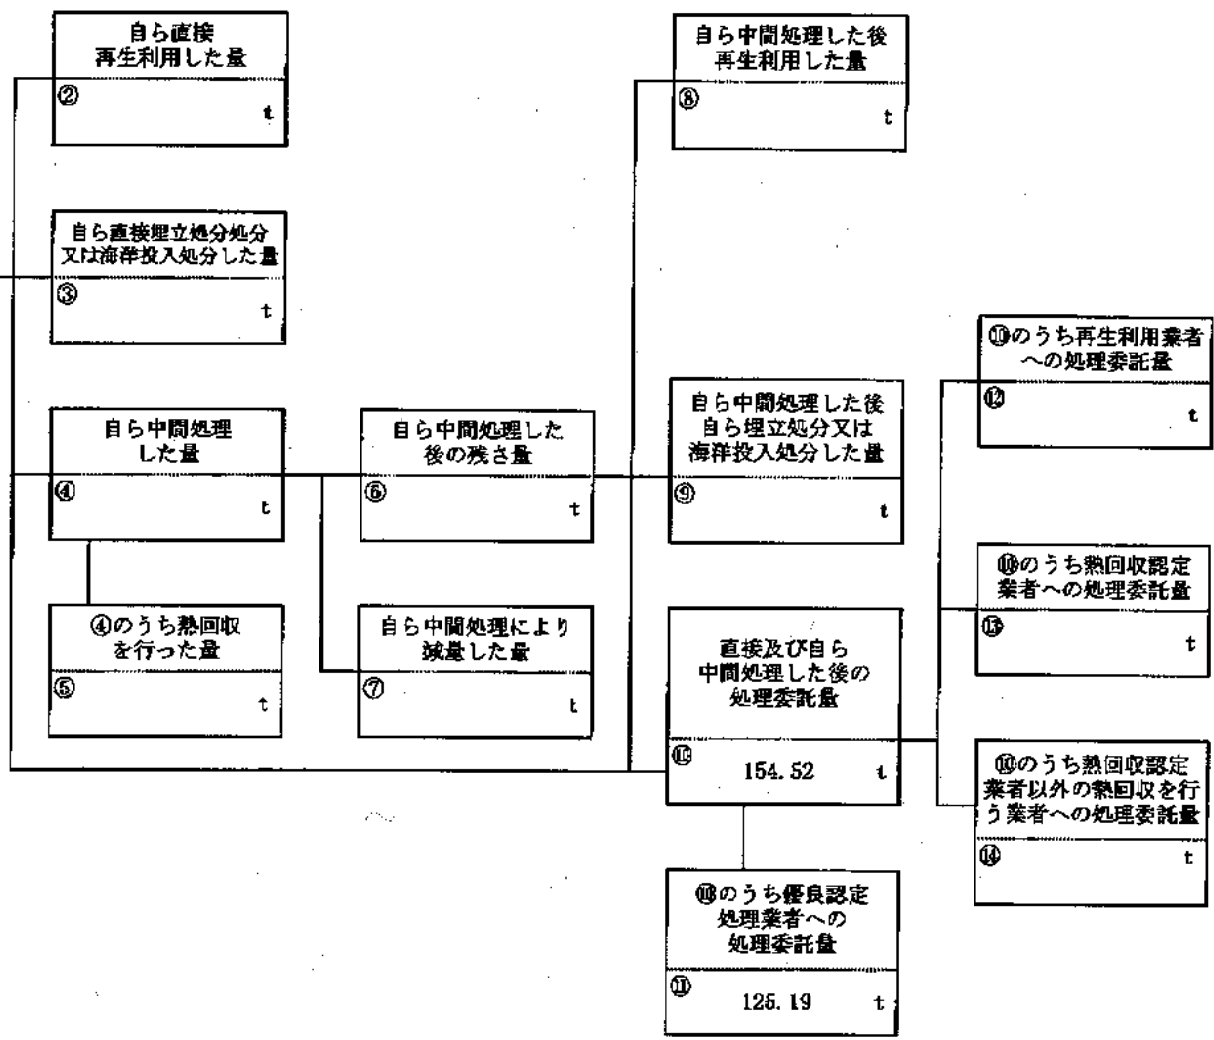 自ら直接
再生利用した量
②
t
自ら直接埋立処分処分
又は海洋投入処分した量
③
t
自ら中間処理
した量
④
t
④のうち熱回収
を行った量
⑤
t
自ら中間処理した
後の残さ量
⑥
t
自ら中間処理により
減量した量
⑦
t
自ら中間処理した後
再生利用した量
⑧
t
自ら中間処理した後
自ら埋立処分又は
海洋投入処分した量
⑨
t
直接及び自ら
中間処理した後の
処理委託量
⑩
154.52 t
⑩のうち優良認定
処理業者への
処理委託量
⑪
t
⑩のうち再生利用業者
への処理委託量
⑫
t
⑩のうち熱回収認定
業者への処理委託量
⑬
t
⑩のうち熱回収認定
業者以外の熱回収を行
う業者への処理委託量
⑭
t